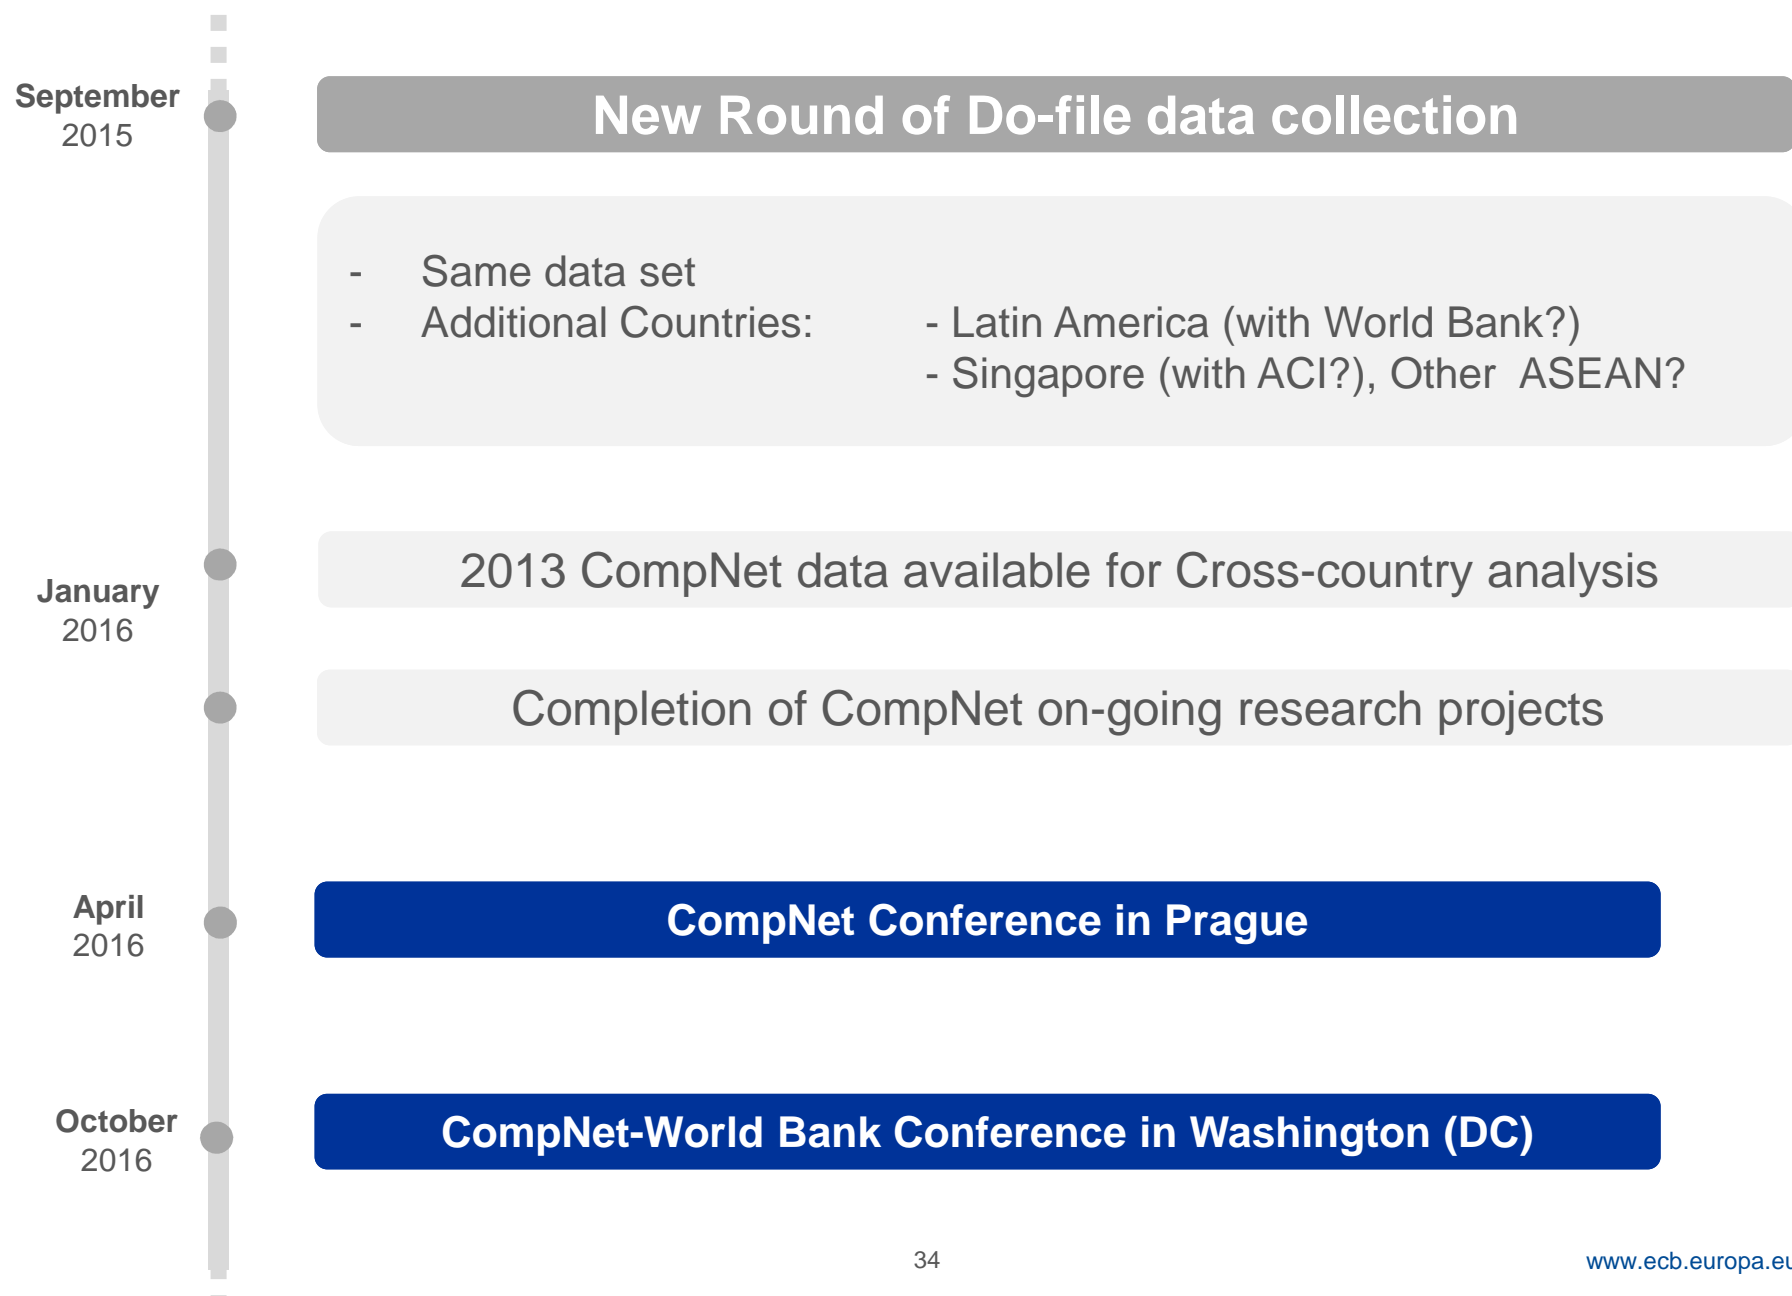 September
2015
New Round of Do-file data collection
- Same data set
- Additional Countries: - Latin America (with World Bank?)
- Singapore (with ACI?), Other ASEAN?
2013 CompNet data available for Cross-country analysis
January
2016
Completion of CompNet on-going research projects
April
2016
CompNet Conference in Prague
October
2016
CompNet-World Bank Conference in Washington (DC)
34
www.ecb.europa.eu